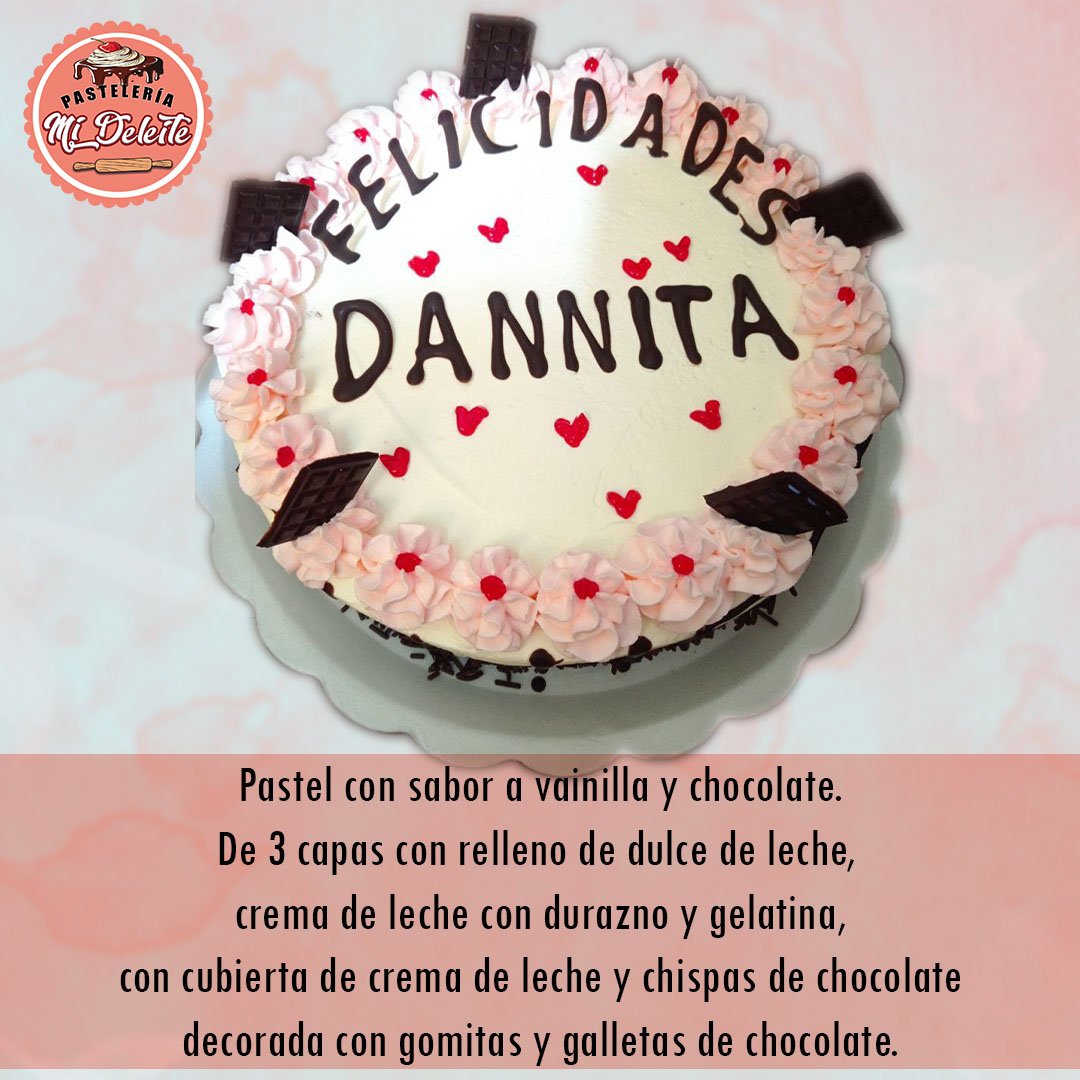 PASTELERÍA
Mi Deleite
FELICIDADES
DANNITA
Pastel con sabor a vainilla y chocolate.
De 3 capas con relleno de dulce de leche,
crema de leche con durazno y gelatina,
con cubierta de crema de leche y chispas de chocolate
decorada con gomitas y galletas de chocolate.